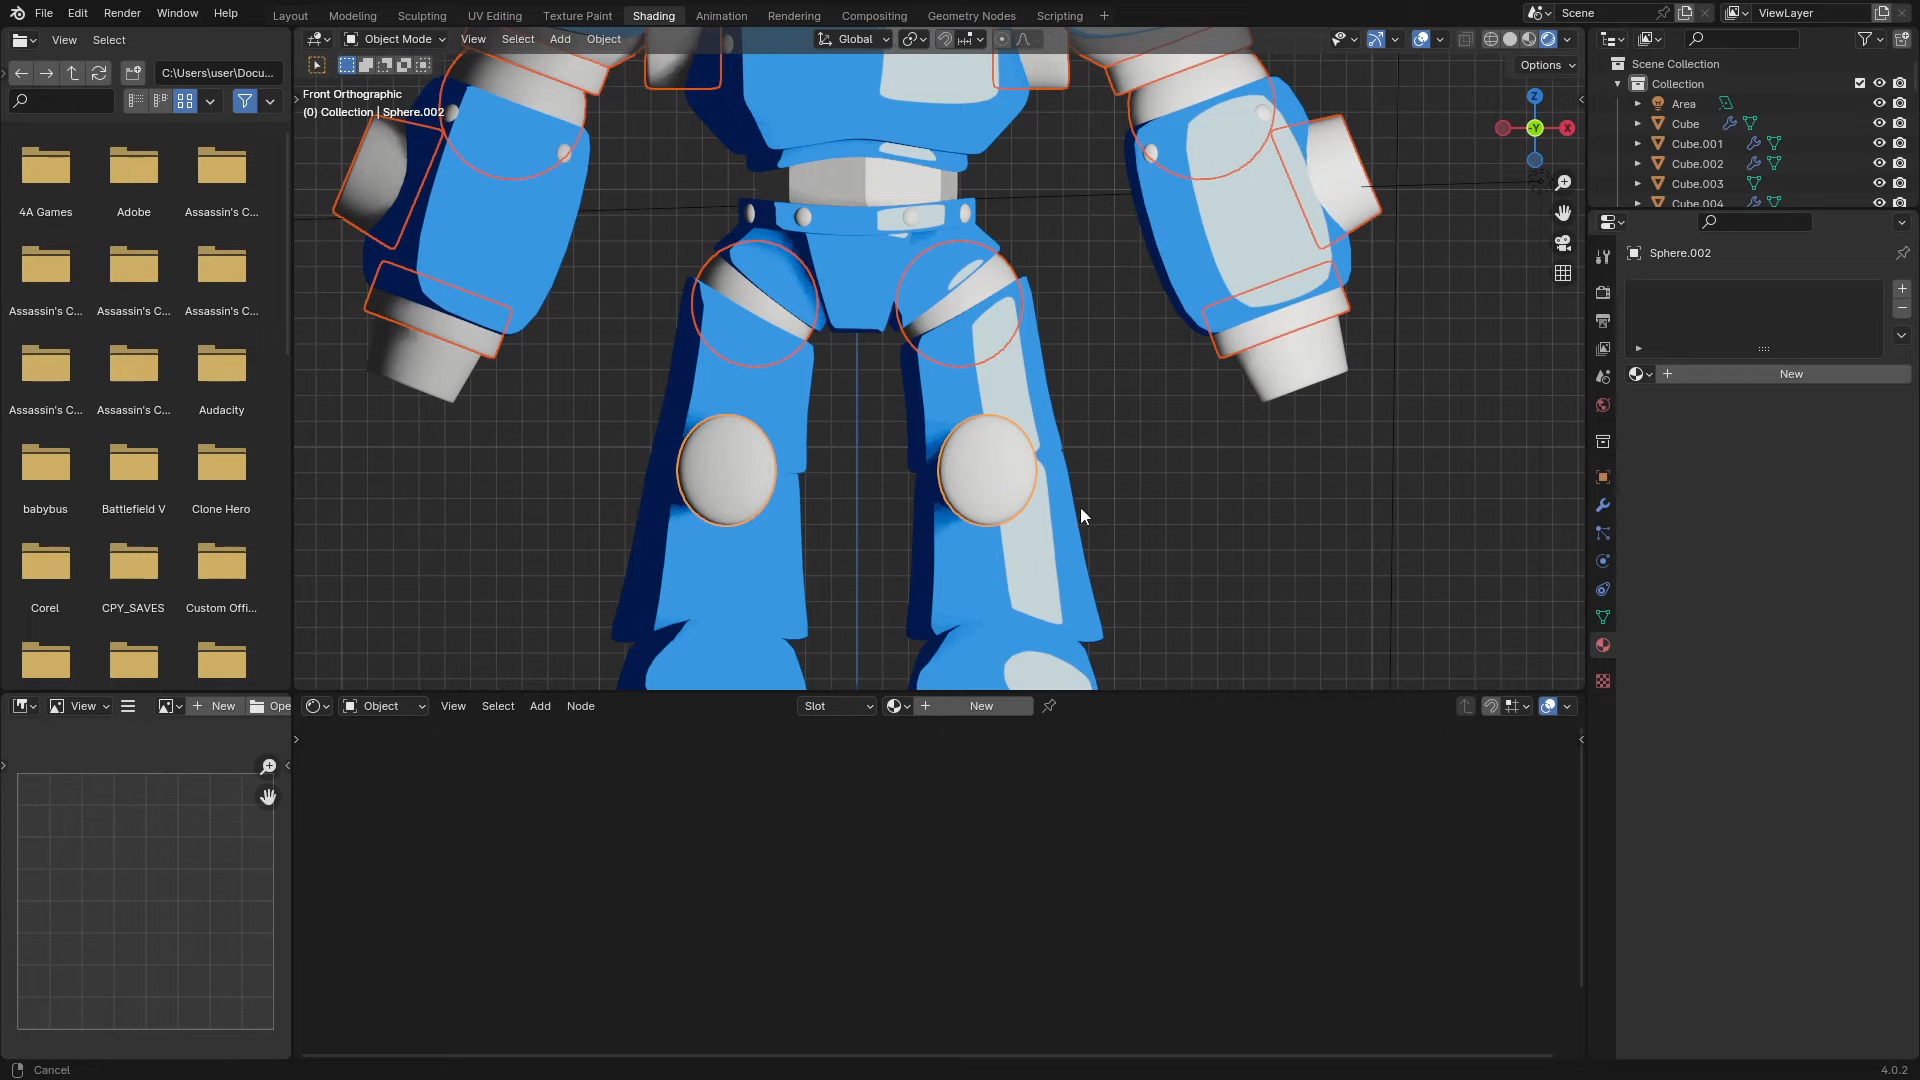 File Edit Render Window Help Layout Modeling Sculpting UV Editing Texture Paint Shading Animation Rendering Compositing Geometry Nodes Scripting + Scene ViewLayer
View Select Object Mode View Select Add Object Global
Options
C:\Users\user\Docu...
Front Orthographic
(0) Collection | Sphere.002
Z
-Y X
Scene Collection
Collection
Area
Cube
Cube.001
Cube.002
Cube.003
Cube.004
4A Games Adobe Assassin's C...
Assassin's C... Assassin's C... Assassin's C...
Assassin's C... Assassin's C... Audacity
babybus Battlefield V Clone Hero
Corel CPY_SAVES Custom Offi...
Sphere.002
New
View New Ope
Object View Select Add Node Slot New
Cancel
4.0.2